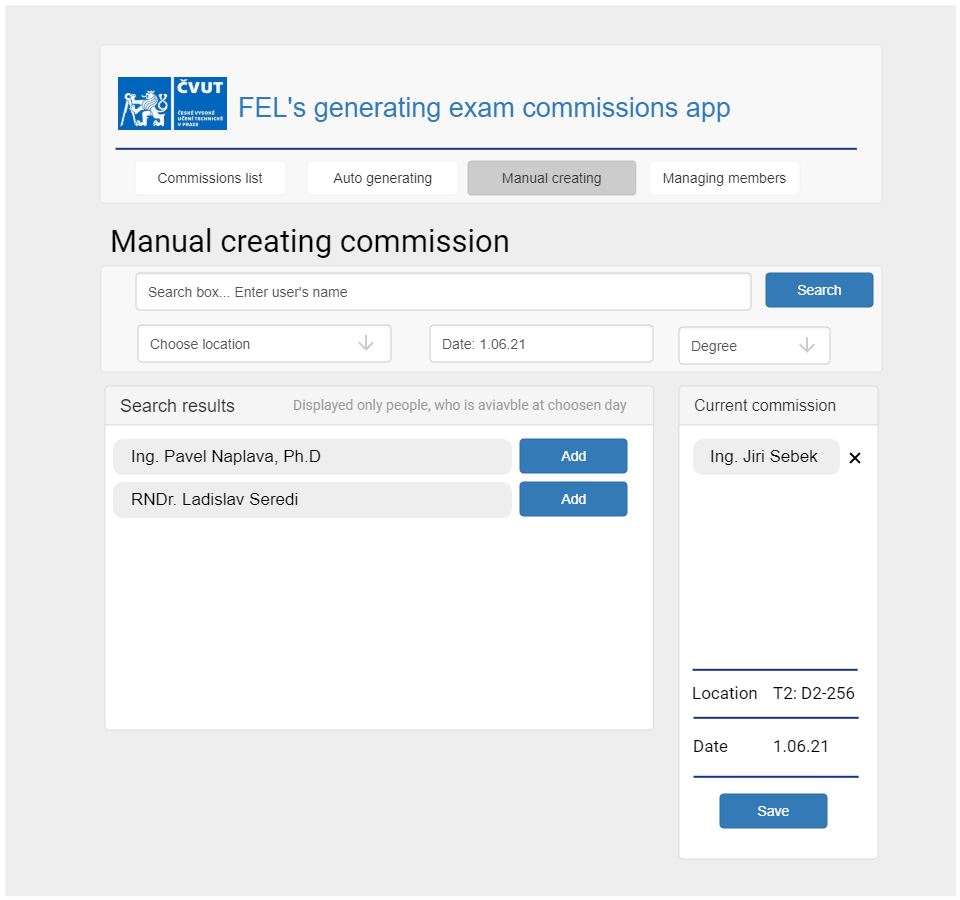 ČVUT
ČESKÉ VYSOKÉ
UČENÍ TECHNICKÉ
V PRAZE
FEL's generating exam commissions app
Commissions list
Auto generating
Manual creating
Managing members
Manual creating commission
Search box... Enter user's name
Search
Choose location
Date: 1.06.21
Degree
Search results
Displayed only people, who is aviavble at choosen day
Ing. Pavel Naplava, Ph.D
Add
RNDr. Ladislav Seredi
Add
Current commission
Ing. Jiri Sebek
Location T2: D2-256
Date 1.06.21
Save